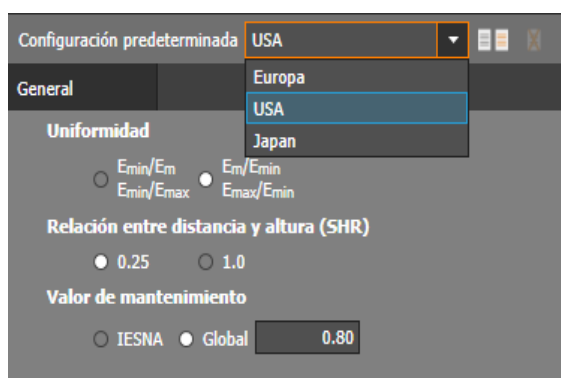 Configuración predeterminada USA
Europa
General
USA
Japan
Uniformidad
Emin/Em Em/Emin
Emin/Emax Emax/Emin
Relación entre distancia y altura (SHR)
0.25 1.0
Valor de mantenimiento
IESNA Global 0.80